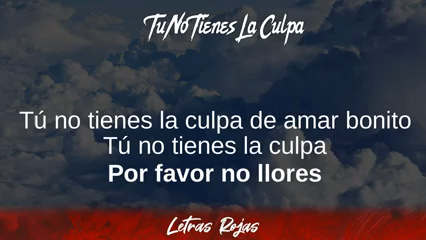 Tu No Tienes La Culpa
Tú no tienes la culpa de amar bonito
Tú no tienes la culpa
Por favor no llores
Letras Rojas